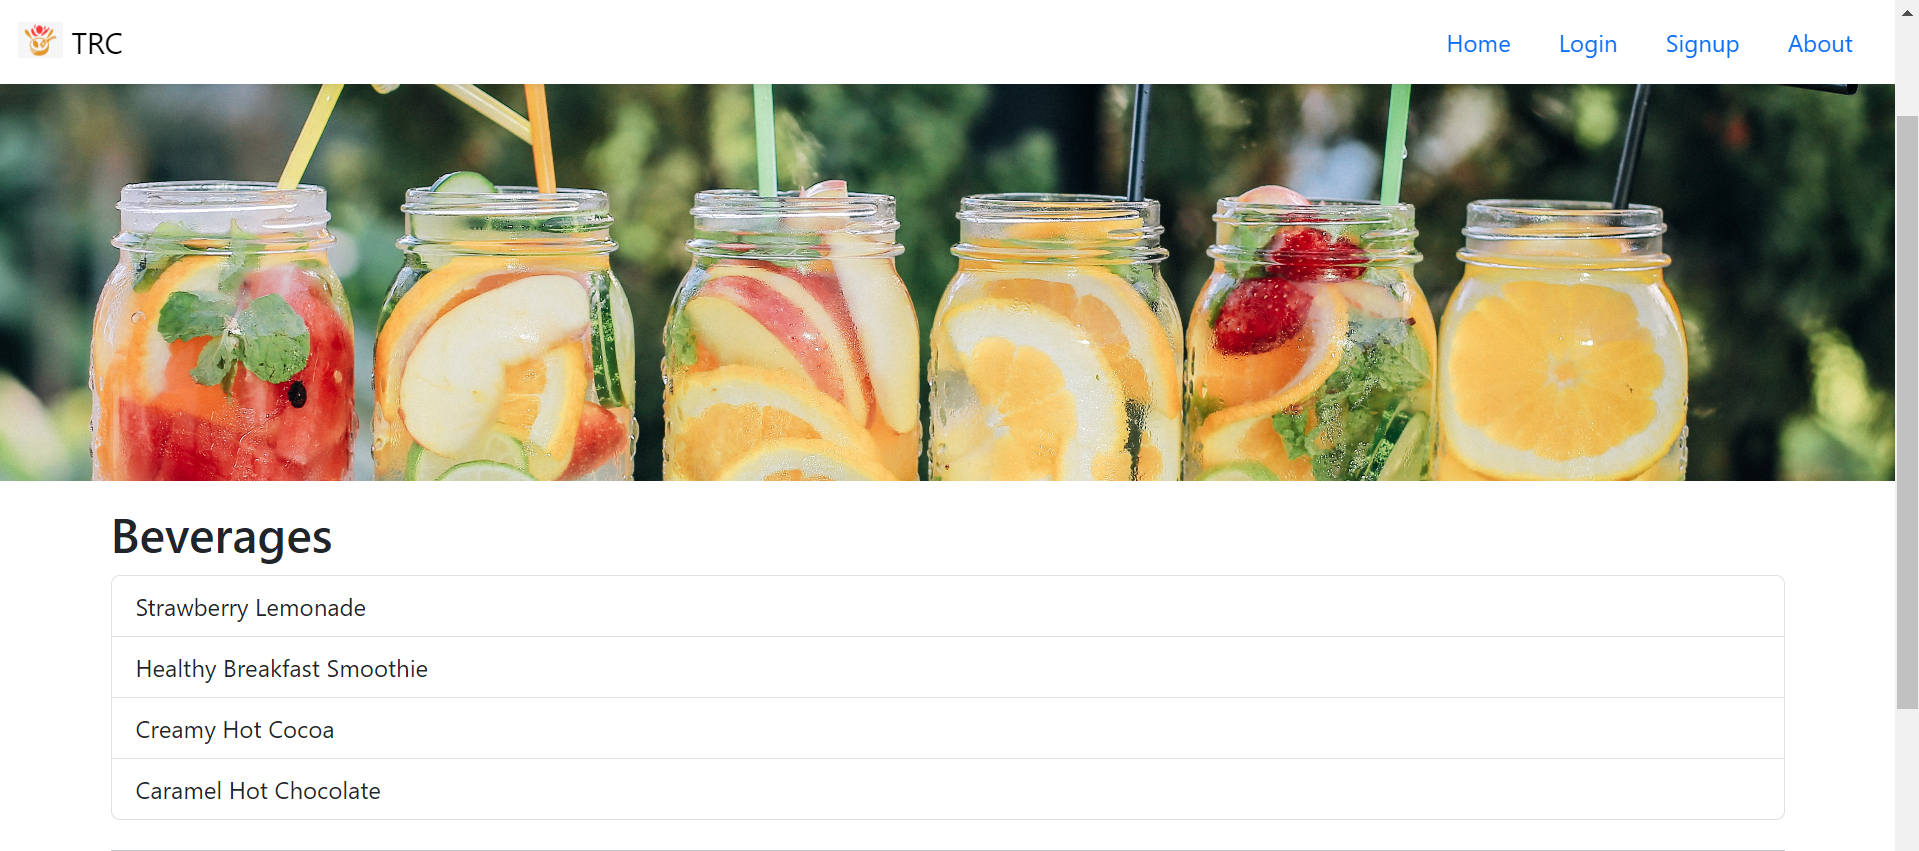 TRC
Home Login Signup About
Beverages
Strawberry Lemonade
Healthy Breakfast Smoothie
Creamy Hot Cocoa
Caramel Hot Chocolate